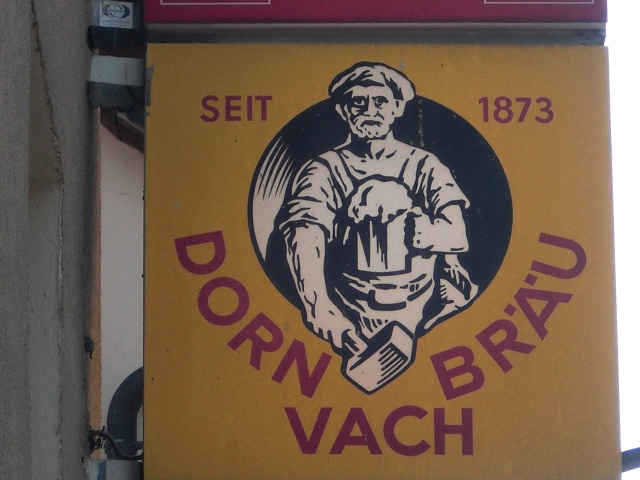 SEIT 1873
DORN BRÄU
VACH